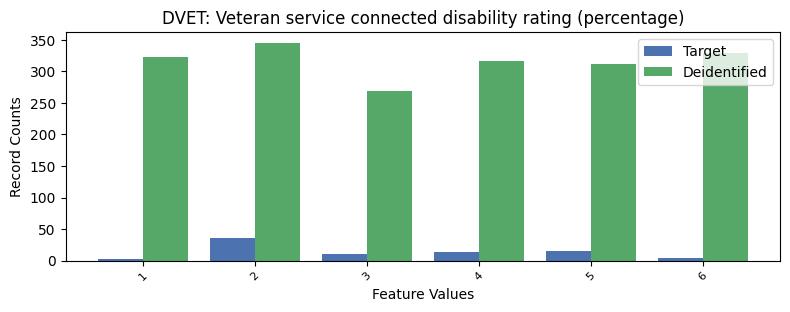 DVET: Veteran service connected disability rating (percentage)
350
300
250
200
150
100
50
0
Record Counts
Target
Deidentified
1 2 3 4 5 6
Feature Values